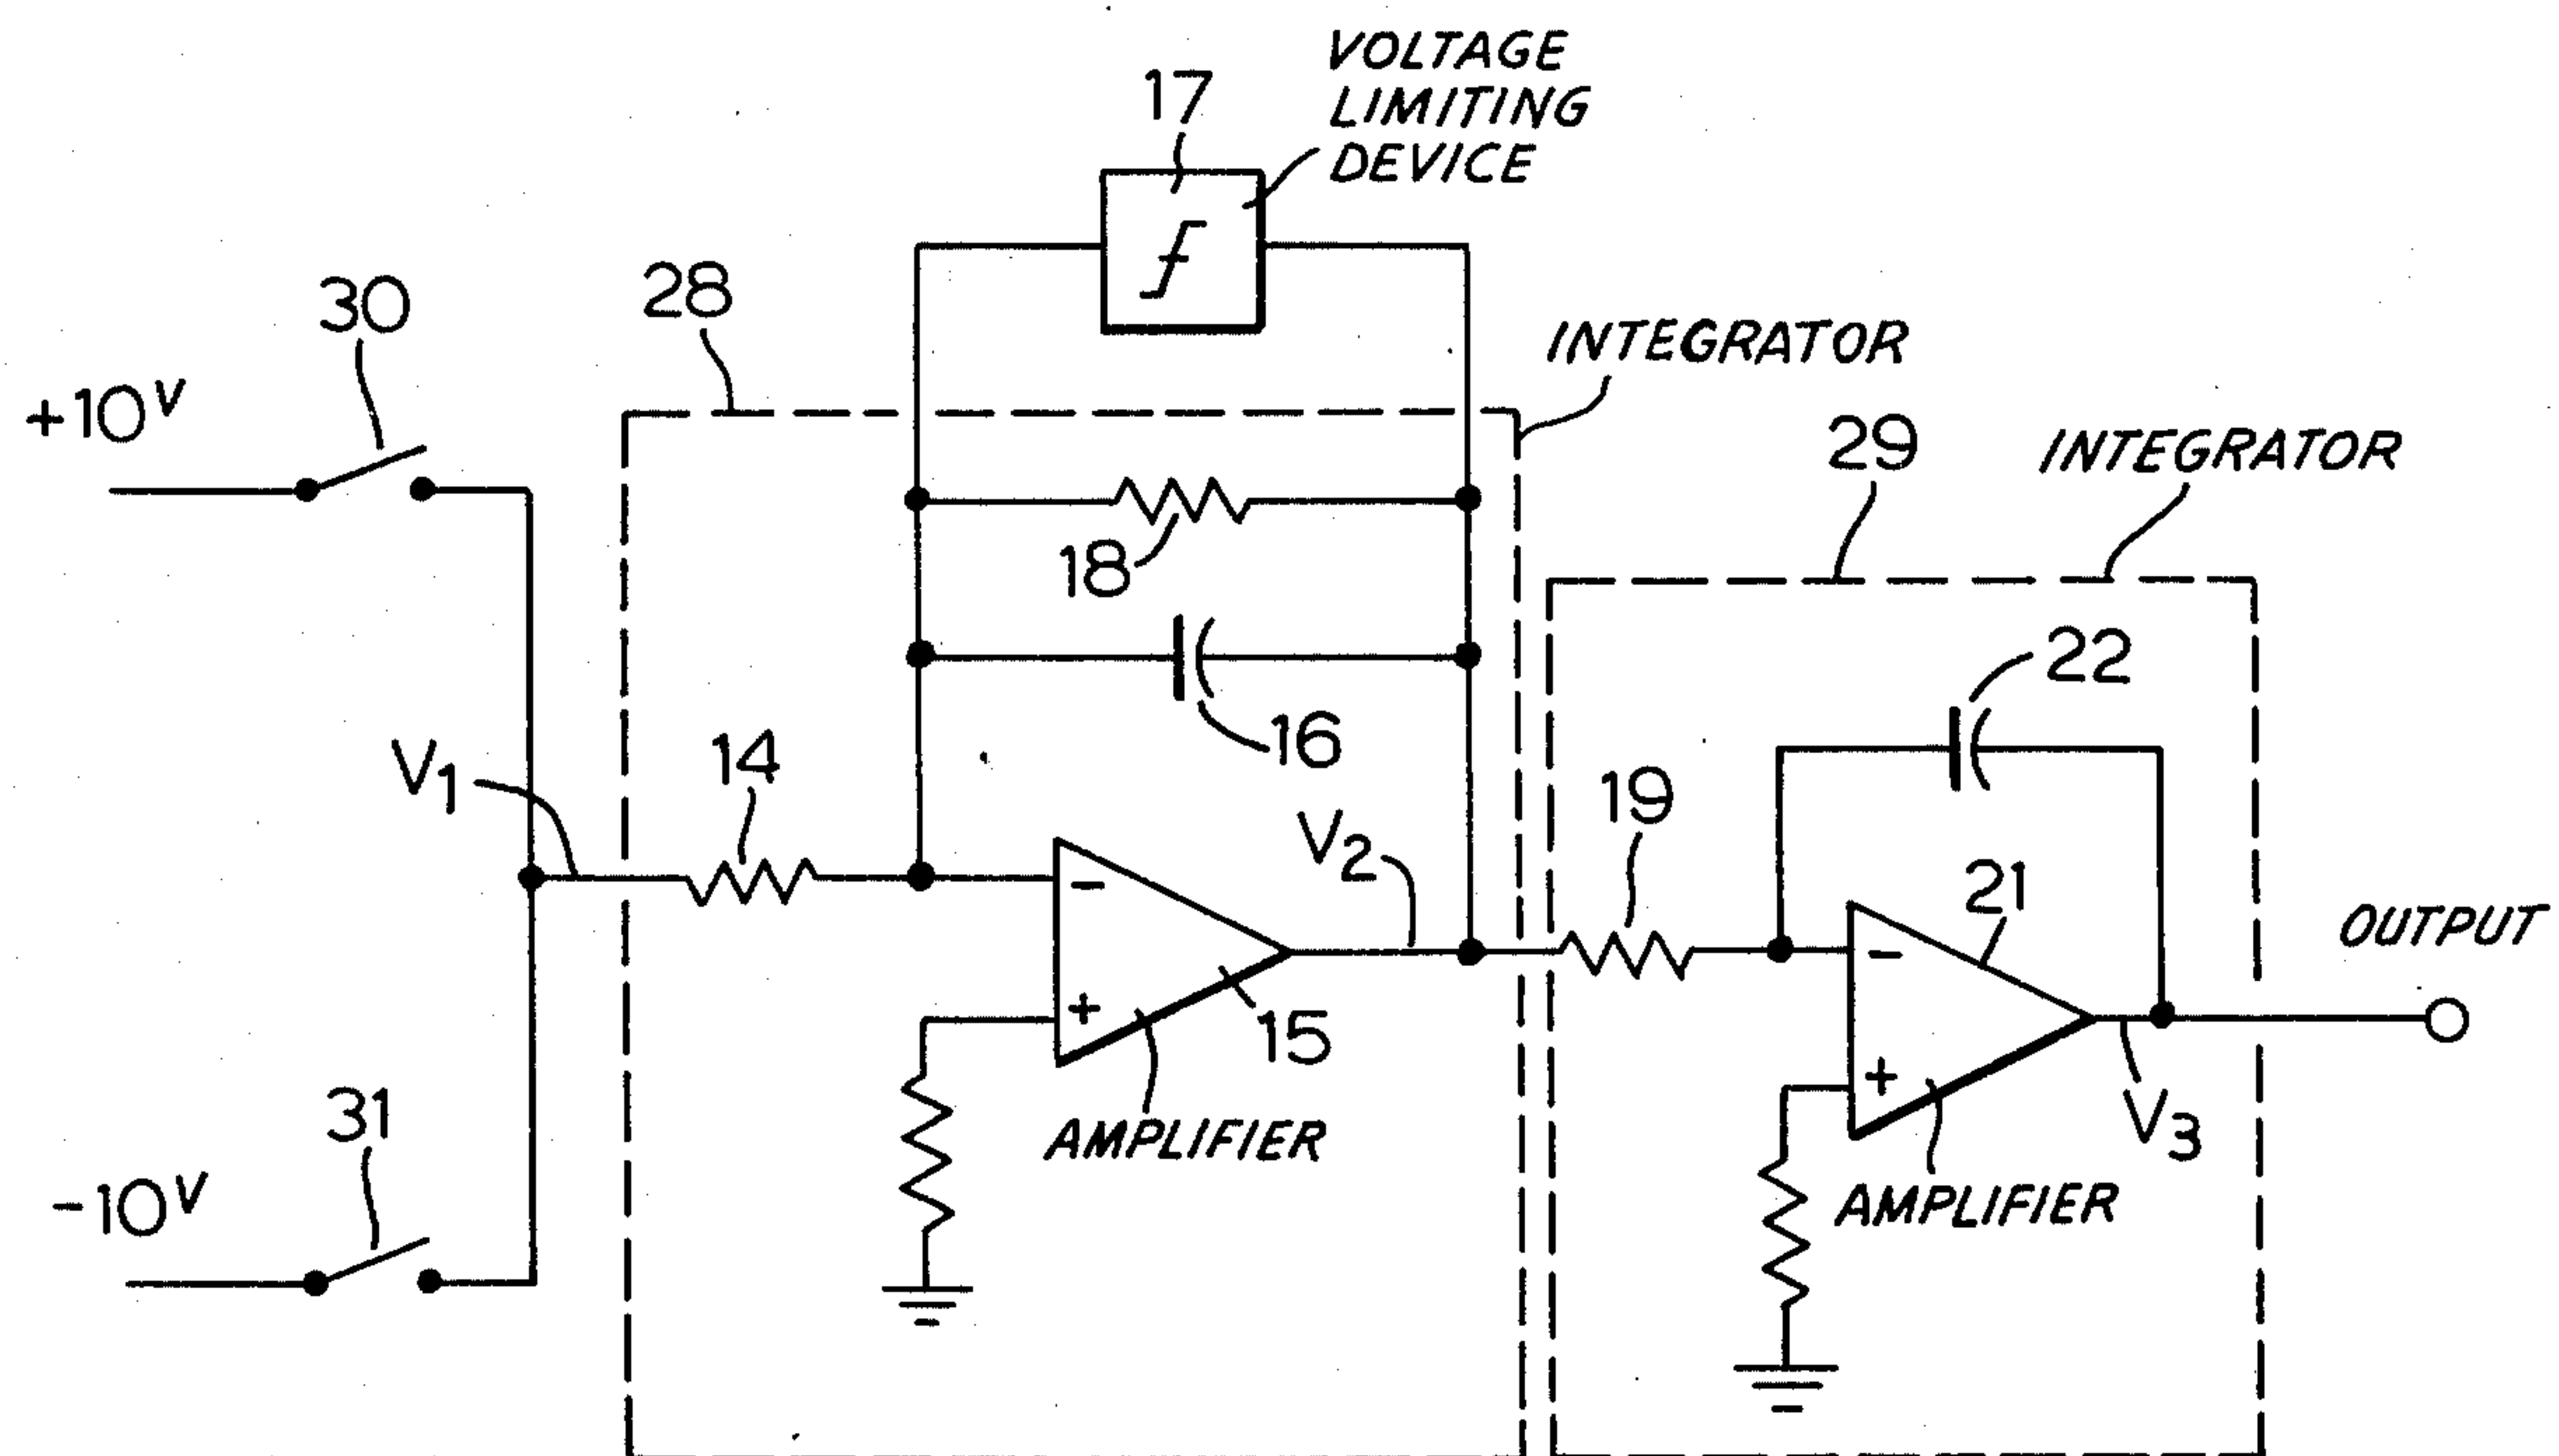 VOLTAGE
LIMITING
DEVICE
17
28
30
INTEGRATOR
+10V
29
INTEGRATOR
18
22
16
V1
14
19
V2
21
OUTPUT
-
-
15
+
31
+
V3
AMPLIFIER
-10V
AMPLIFIER